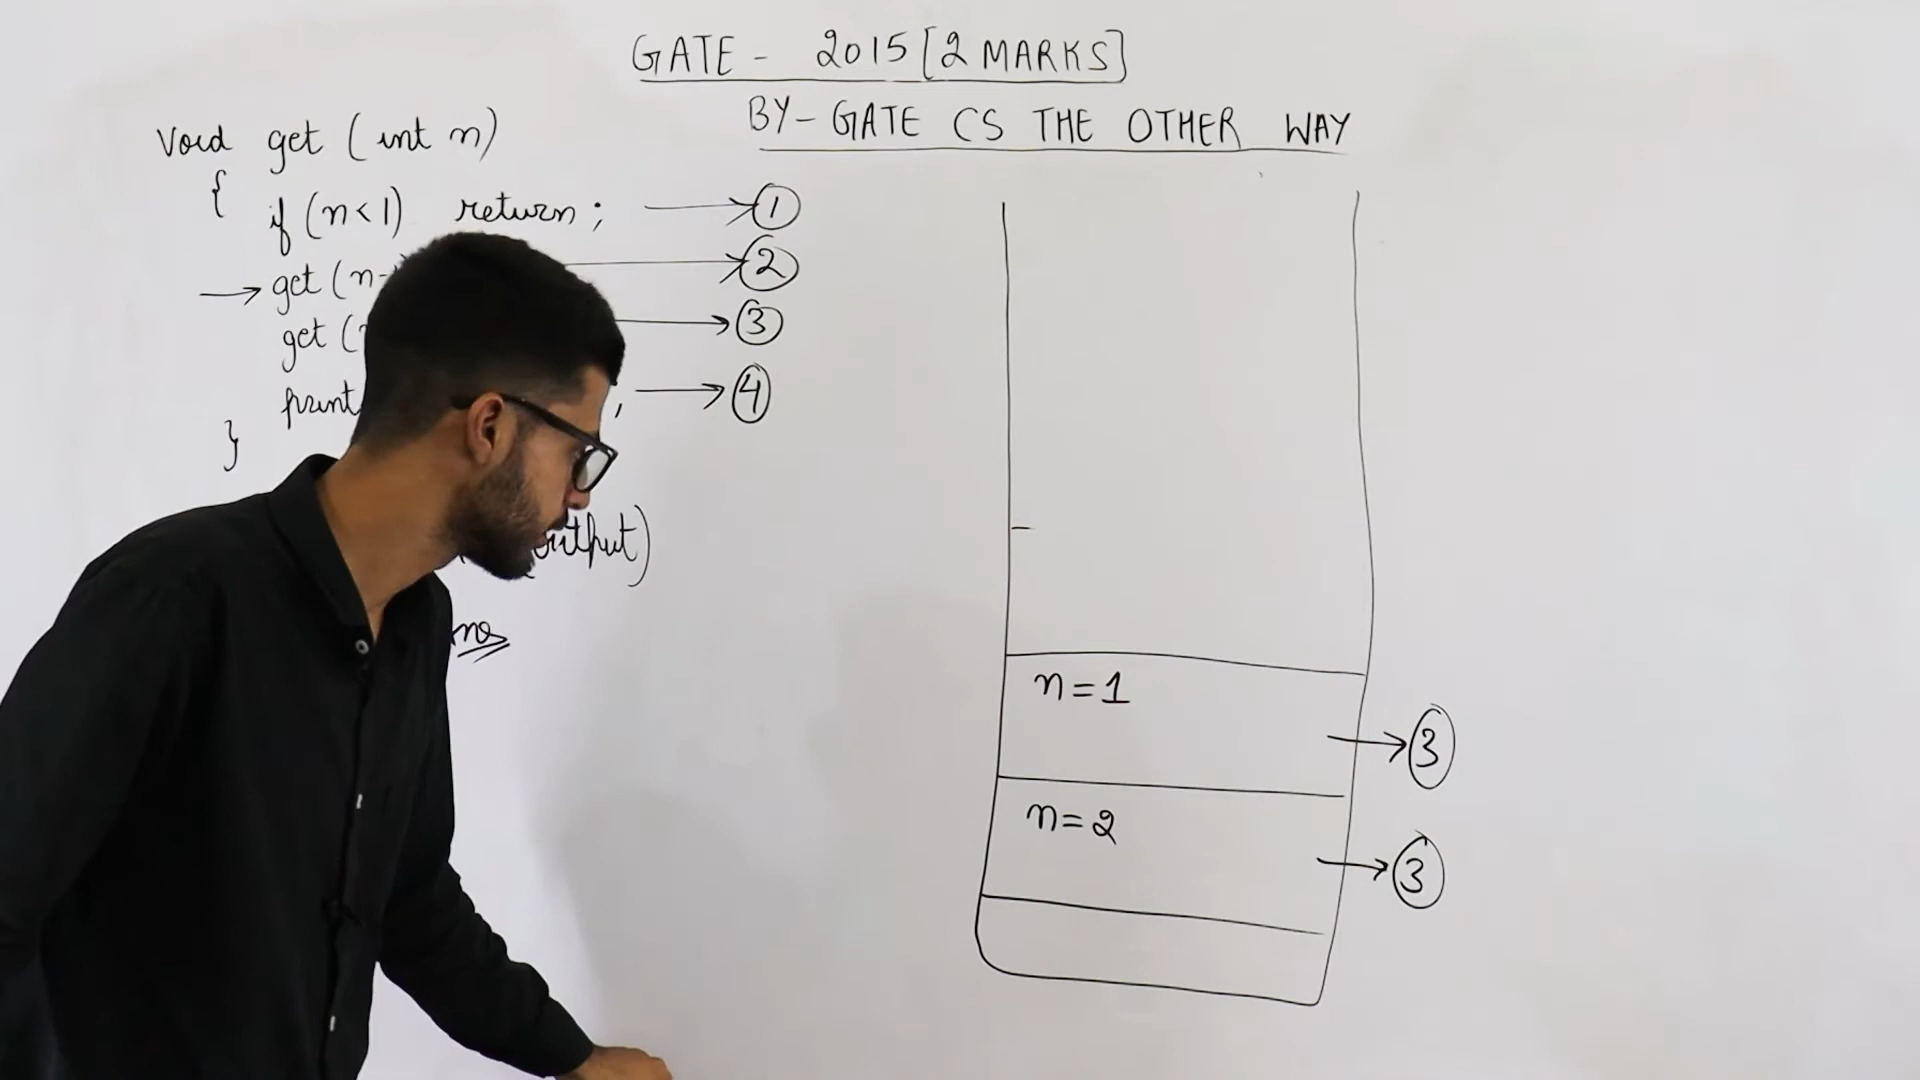 GATE - 2015 [2 MARKS]
BY - GATE CS THE OTHER WAY
Void get (int n)
{ if (n<1) return; → 1
→ get (n- → 2
get ( → 3
print ; → 4
}
output)
n=1 → 3
n=2 → 3